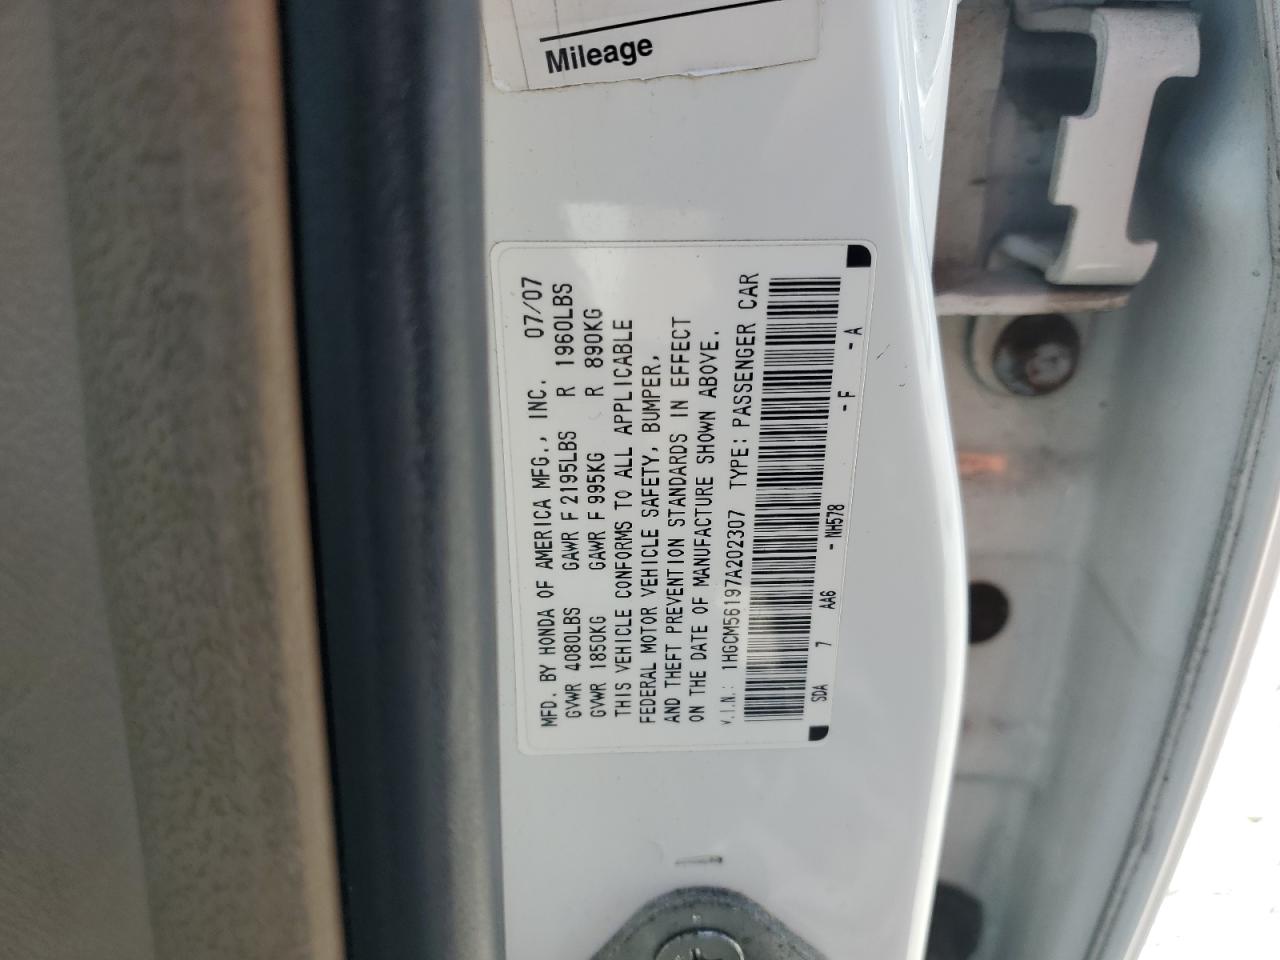 Mileage
MFD. BY HONDA OF AMERICA MFG., INC. 07/07
GVWR 4080LBS GAWR F 2195LBS R 1960LBS
GVWR 1850KG GAWR F 995KG R 890KG
THIS VEHICLE CONFORMS TO ALL APPLICABLE
FEDERAL MOTOR VEHICLE SAFETY, BUMPER,
AND THEFT PREVENTION STANDARDS IN EFFECT
ON THE DATE OF MANUFACTURE SHOWN ABOVE.
V.I.N.: 1HGCM56197A202307 TYPE: PASSENGER CAR
SDA 7 AA6 - NH578 - F - A